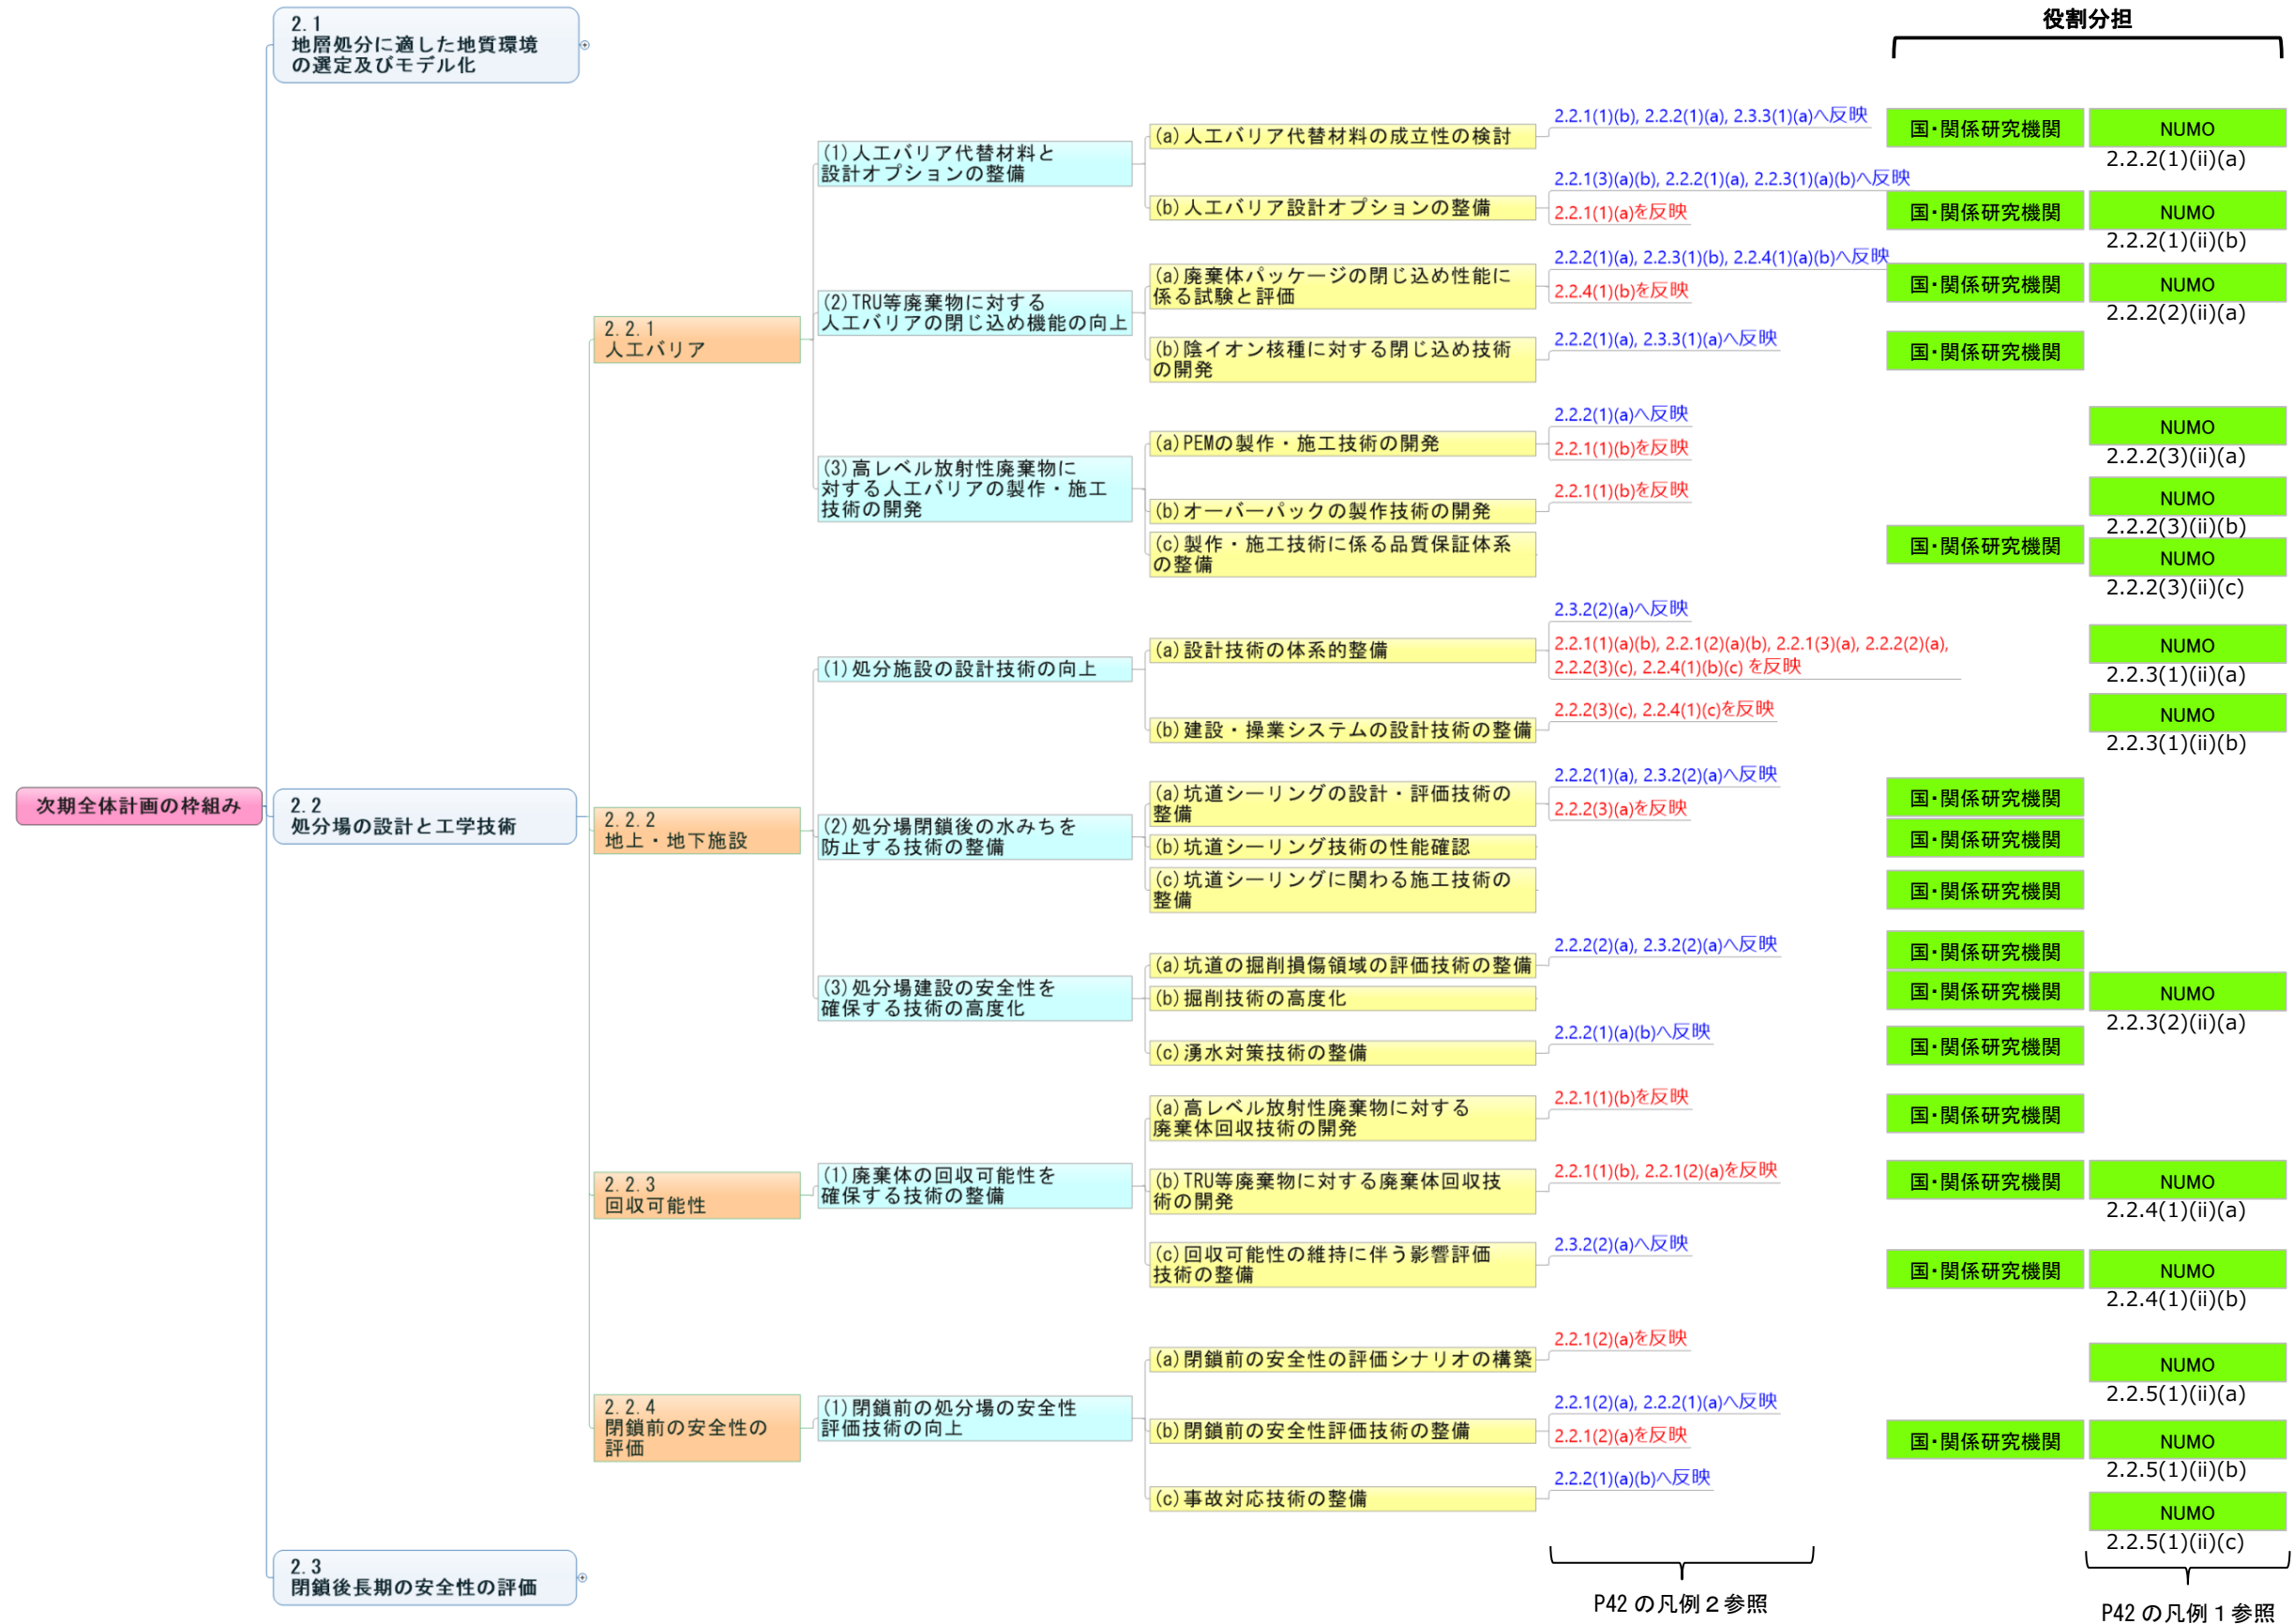 役割分担
2.1
地層処分に適した地質環境
の選定及びモデル化
次期全体計画の枠組み
2.2
処分場の設計と工学技術
2.2.1
人工バリア
(1)人工バリア代替材料と
設計オプションの整備
(a)人工バリア代替材料の成立性の検討
2.2.1(1)(b), 2.2.2(1)(a), 2.3.3(1)(a)へ反映
国・関係研究機関
NUMO
2.2.2(1)(ii)(a)
(b)人工バリア設計オプションの整備
2.2.1(3)(a)(b), 2.2.2(1)(a), 2.2.3(1)(a)(b)へ反映
2.2.1(1)(a)を反映
国・関係研究機関
NUMO
2.2.2(1)(ii)(b)
(2)TRU等廃棄物に対する
人工バリアの閉じ込め機能の向上
(a)廃棄体パッケージの閉じ込め性能に
係る試験と評価
2.2.2(1)(a), 2.2.3(1)(b), 2.2.4(1)(a)(b)へ反映
2.2.4(1)(b)を反映
国・関係研究機関
NUMO
2.2.2(2)(ii)(a)
(b)陰イオン核種に対する閉じ込め技術
の開発
2.2.2(1)(a), 2.3.3(1)(a)へ反映
国・関係研究機関
(3)高レベル放射性廃棄物に
対する人工バリアの製作・施工
技術の開発
(a)PEMの製作・施工技術の開発
2.2.2(1)(a)へ反映
2.2.1(1)(b)を反映
NUMO
2.2.2(3)(ii)(a)
(b)オーバーパックの製作技術の開発
2.2.1(1)(b)を反映
NUMO
2.2.2(3)(ii)(b)
(c)製作・施工技術に係る品質保証体系
の整備
国・関係研究機関
NUMO
2.2.2(3)(ii)(c)
2.2.2
地上・地下施設
(1)処分施設の設計技術の向上
(a)設計技術の体系的整備
2.3.2(2)(a)へ反映
2.2.1(1)(a)(b), 2.2.1(2)(a)(b), 2.2.1(3)(a), 2.2.2(2)(a),
2.2.2(3)(c), 2.2.4(1)(b)(c) を反映
NUMO
2.2.3(1)(ii)(a)
(b)建設・操業システムの設計技術の整備
2.2.2(3)(c), 2.2.4(1)(c)を反映
NUMO
2.2.3(1)(ii)(b)
(2)処分場閉鎖後の水みちを
防止する技術の整備
(a)坑道シーリングの設計・評価技術の
整備
2.2.2(1)(a), 2.3.2(2)(a)へ反映
2.2.2(3)(a)を反映
国・関係研究機関
(b)坑道シーリング技術の性能確認
国・関係研究機関
(c)坑道シーリングに関わる施工技術の
整備
国・関係研究機関
(3)処分場建設の安全性を
確保する技術の高度化
(a)坑道の掘削損傷領域の評価技術の整備
2.2.2(2)(a), 2.3.2(2)(a)へ反映
国・関係研究機関
(b)掘削技術の高度化
国・関係研究機関
NUMO
2.2.3(2)(ii)(a)
(c)湧水対策技術の整備
2.2.2(1)(a)(b)へ反映
国・関係研究機関
2.2.3
回収可能性
(1)廃棄体の回収可能性を
確保する技術の整備
(a)高レベル放射性廃棄物に対する
廃棄体回収技術の開発
2.2.1(1)(b)を反映
国・関係研究機関
(b)TRU等廃棄物に対する廃棄体回収技
術の開発
2.2.1(1)(b), 2.2.1(2)(a)を反映
国・関係研究機関
NUMO
2.2.4(1)(ii)(a)
(c)回収可能性の維持に伴う影響評価
技術の整備
2.3.2(2)(a)へ反映
国・関係研究機関
NUMO
2.2.4(1)(ii)(b)
2.2.4
閉鎖前の安全性の
評価
(1)閉鎖前の処分場の安全性
評価技術の向上
(a)閉鎖前の安全性の評価シナリオの構築
2.2.1(2)(a)を反映
NUMO
2.2.5(1)(ii)(a)
(b)閉鎖前の安全性評価技術の整備
2.2.1(2)(a), 2.2.2(1)(a)へ反映
2.2.1(2)(a)を反映
国・関係研究機関
NUMO
2.2.5(1)(ii)(b)
(c)事故対応技術の整備
2.2.2(1)(a)(b)へ反映
NUMO
2.2.5(1)(ii)(c)
2.3
閉鎖後長期の安全性の評価
P42 の凡例２参照
P42 の凡例１参照